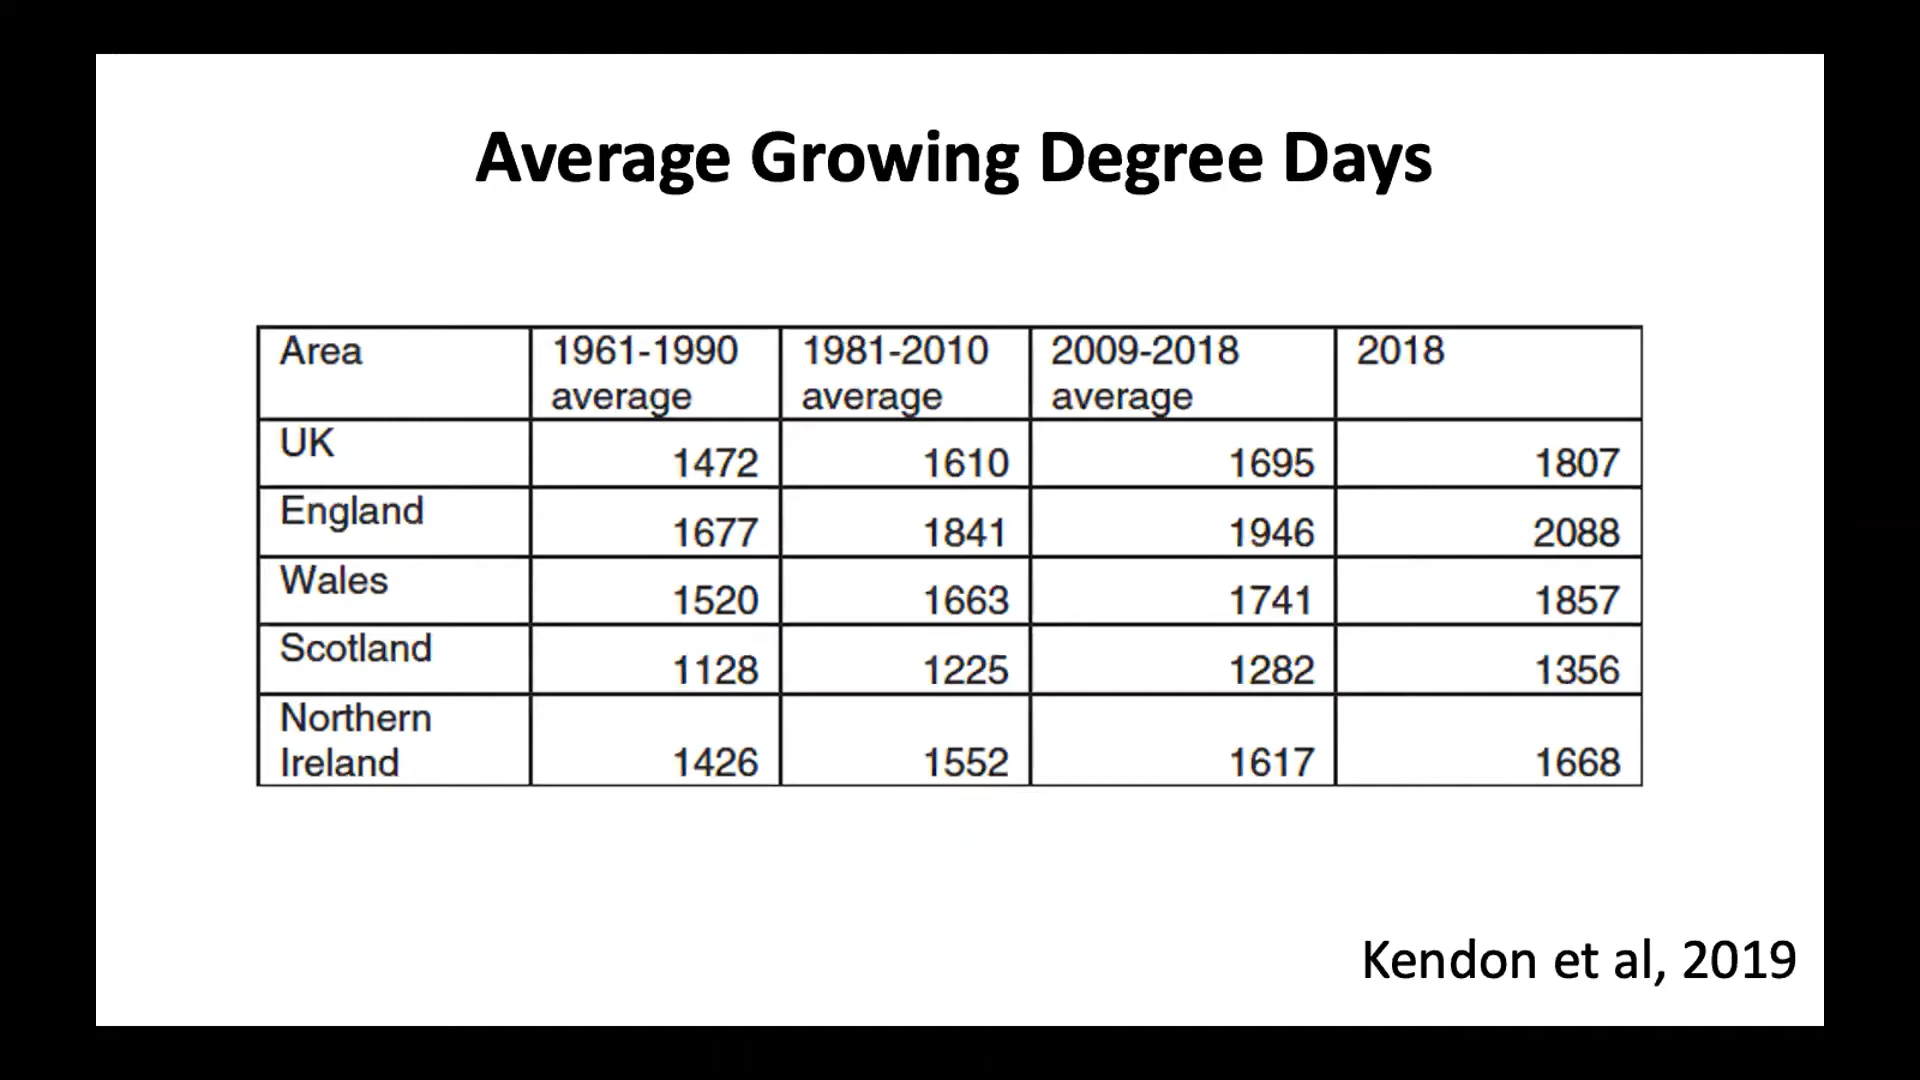 Average Growing Degree Days
Area 1961-1990 average 1981-2010 average 2009-2018 average 2018
UK 1472 1610 1695 1807
England 1677 1841 1946 2088
Wales 1520 1663 1741 1857
Scotland 1128 1225 1282 1356
Northern Ireland 1426 1552 1617 1668
Kendon et al, 2019